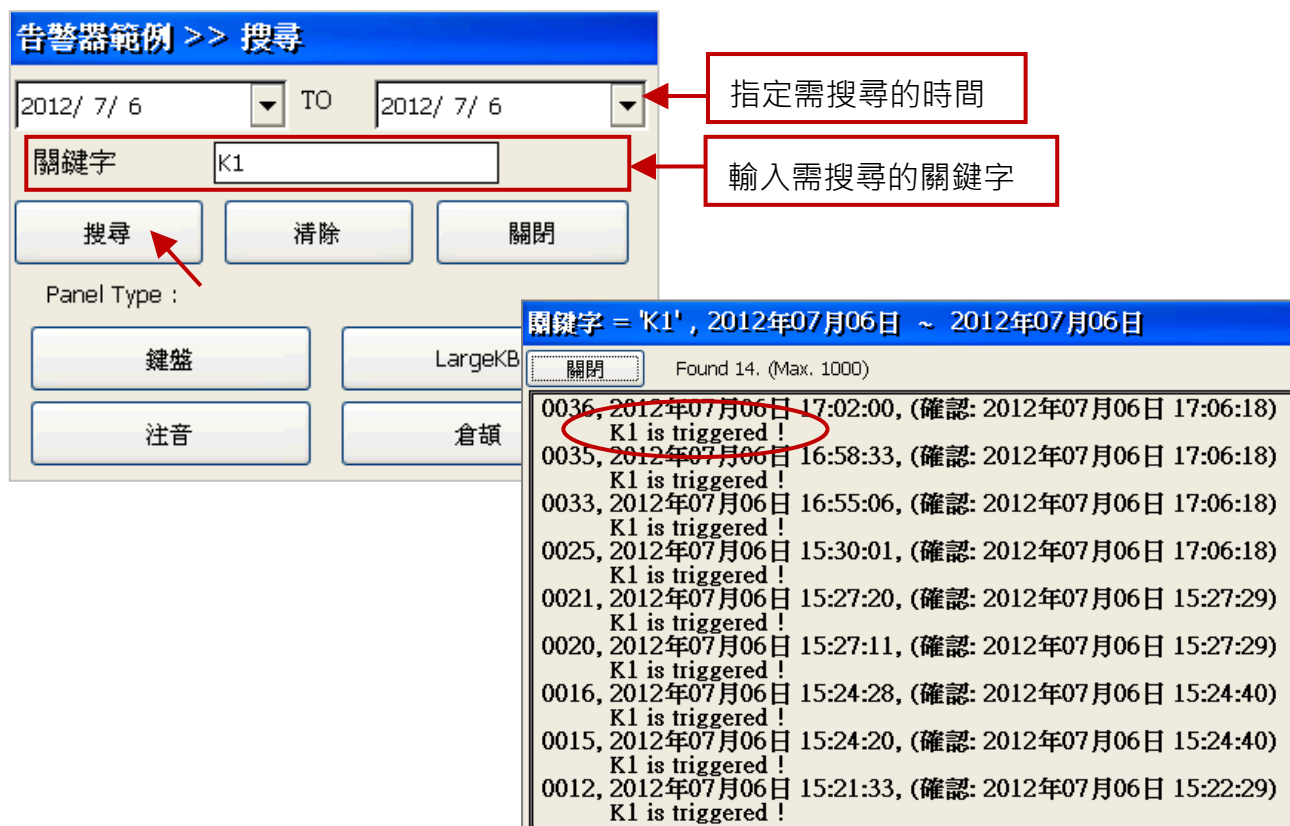 告警器範例 >> 搜尋
2012/ 7/ 6 TO 2012/ 7/ 6
指定需搜尋的時間
關鍵字 K1
輸入需搜尋的關鍵字
搜尋 清除 關閉
Panel Type :
鍵盤 LargeKB
注音 倉頡
關鍵字 = 'K1' , 2012年07月06日 ~ 2012年07月06日
關閉 Found 14. (Max. 1000)
0036, 2012年07月06日 17:02:00, (確認: 2012年07月06日 17:06:18)
K1 is triggered !
0035, 2012年07月06日 16:58:33, (確認: 2012年07月06日 17:06:18)
K1 is triggered !
0033, 2012年07月06日 16:55:06, (確認: 2012年07月06日 17:06:18)
K1 is triggered !
0025, 2012年07月06日 15:30:01, (確認: 2012年07月06日 17:06:18)
K1 is triggered !
0021, 2012年07月06日 15:27:20, (確認: 2012年07月06日 15:27:29)
K1 is triggered !
0020, 2012年07月06日 15:27:11, (確認: 2012年07月06日 15:27:29)
K1 is triggered !
0016, 2012年07月06日 15:24:28, (確認: 2012年07月06日 15:24:40)
K1 is triggered !
0015, 2012年07月06日 15:24:20, (確認: 2012年07月06日 15:24:40)
K1 is triggered !
0012, 2012年07月06日 15:21:33, (確認: 2012年07月06日 15:22:29)
K1 is triggered !